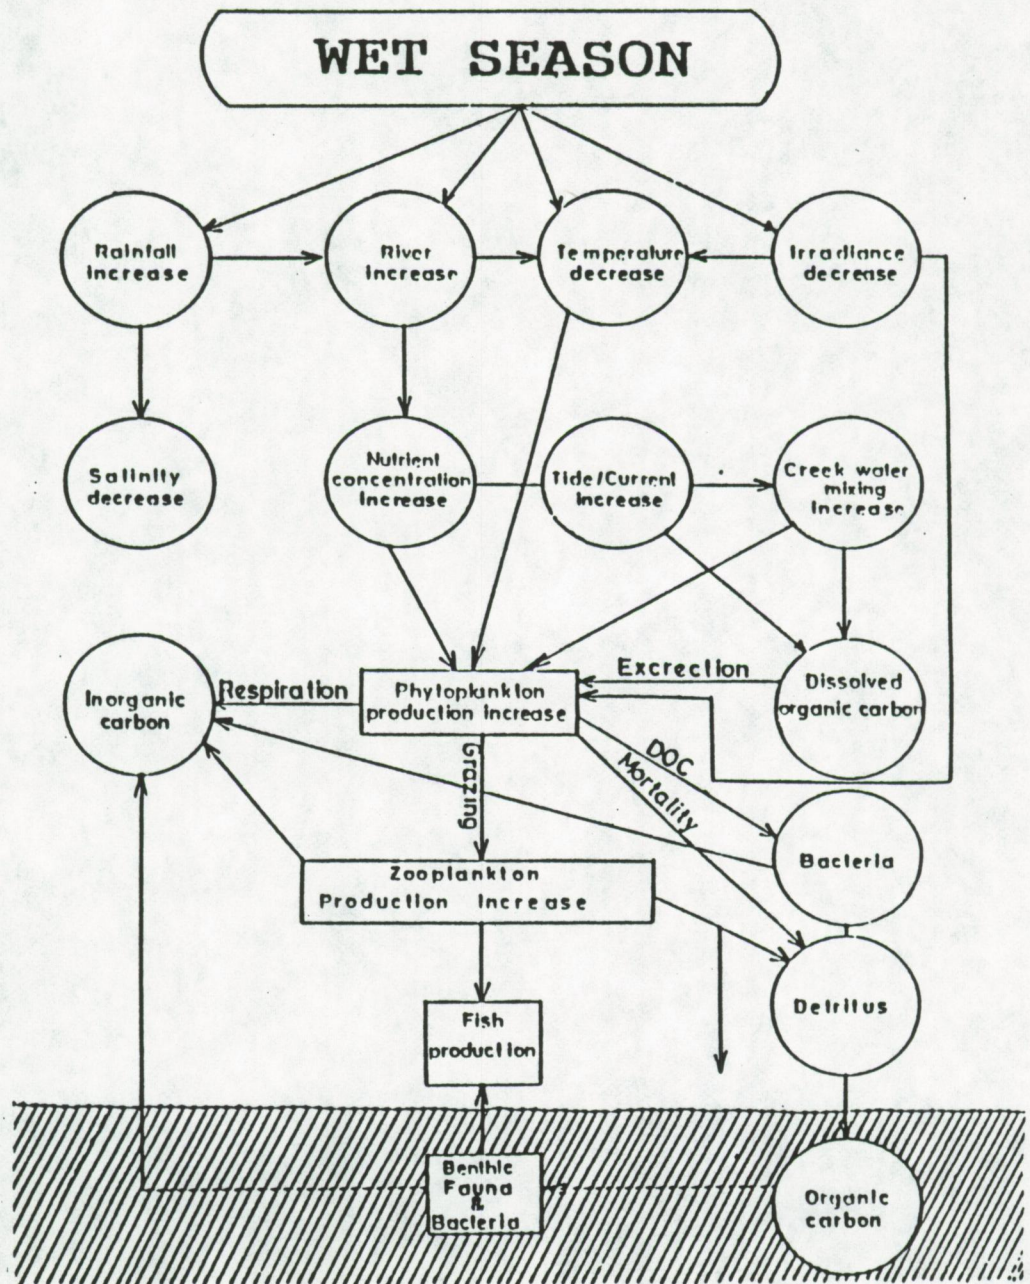 WET SEASON
Rainfall
increase
River
increase
Temperature
decrease
Irradiance
decrease
Salinity
decrease
Nutrient
concentration
increase
Tide/Current
increase
Creek water
mixing
increase
Inorganic
carbon
Respiration
Phytoplankton
production increase
Excrection
Dissolved
organic carbon
Grazing
DOC
Mortality
Bacteria
Zooplankton
Production Increase
Detritus
Fish
production
Benthic
Fauna
&
Bacteria
Organic
carbon